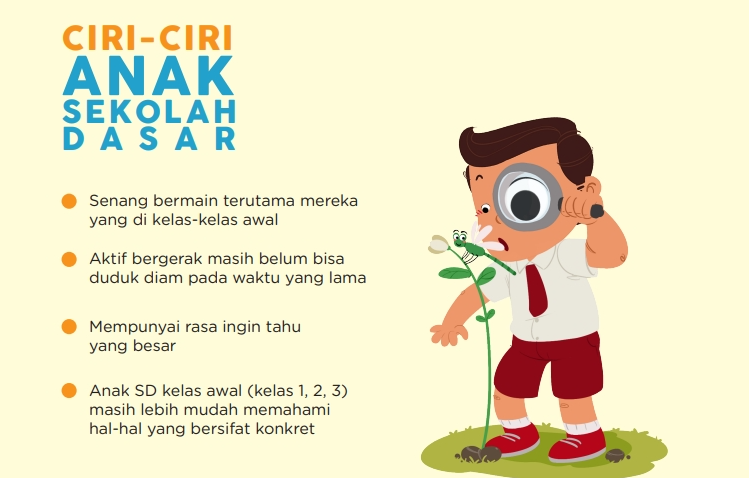 CIRI-CIRI
ANAK
SEKOLAH
DASAR
Senang bermain terutama mereka
yang di kelas-kelas awal
Aktif bergerak masih belum bisa
duduk diam pada waktu yang lama
Mempunyai rasa ingin tahu
yang besar
Anak SD kelas awal (kelas 1, 2, 3)
masih lebih mudah memahami
hal-hal yang bersifat konkret